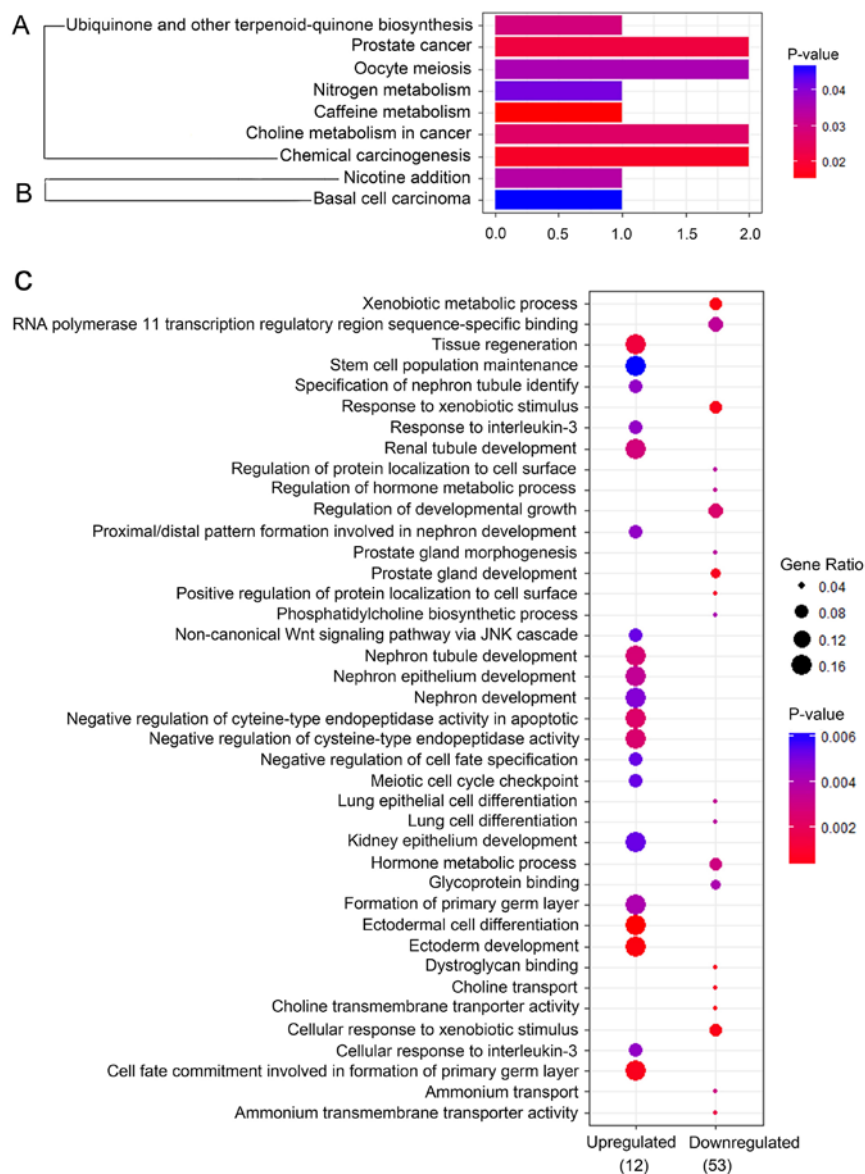 A
Ubiquinone and other terpenoid-quinone biosynthesis
Prostate cancer
Oocyte meiosis
Nitrogen metabolism
Caffeine metabolism
Choline metabolism in cancer
Chemical carcinogenesis
B
Nicotine addition
Basal cell carcinoma
0.0 0.5 1.0 1.5 2.0
P-value
0.04
0.03
0.02
C
Xenobiotic metabolic process
RNA polymerase 11 transcription regulatory region sequence-specific binding
Tissue regeneration
Stem cell population maintenance
Specification of nephron tubule identify
Response to xenobiotic stimulus
Response to interleukin-3
Renal tubule development
Regulation of protein localization to cell surface
Regulation of hormone metabolic process
Regulation of developmental growth
Proximal/distal pattern formation involved in nephron development
Prostate gland morphogenesis
Prostate gland development
Positive regulation of protein localization to cell surface
Phosphatidylcholine biosynthetic process
Non-canonical Wnt signaling pathway via JNK cascade
Nephron tubule development
Nephron epithelium development
Nephron development
Negative regulation of cyteine-type endopeptidase activity in apoptotic
Negative regulation of cysteine-type endopeptidase activity
Negative regulation of cell fate specification
Meiotic cell cycle checkpoint
Lung epithelial cell differentiation
Lung cell differentiation
Kidney epithelium development
Hormone metabolic process
Glycoprotein binding
Formation of primary germ layer
Ectodermal cell differentiation
Ectoderm development
Dystroglycan binding
Choline transport
Choline transmembrane tranporter activity
Cellular response to xenobiotic stimulus
Cellular response to interleukin-3
Cell fate commitment involved in formation of primary germ layer
Ammonium transport
Ammonium transmembrane transporter activity
Upregulated Downregulated
(12) (53)
Gene Ratio
0.04
0.08
0.12
0.16
P-value
0.006
0.004
0.002